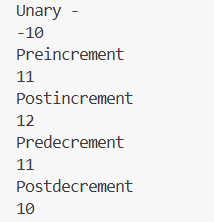 Unary -
-10
Preincrement
11
Postincrement
12
Predecrement
11
Postdecrement
10